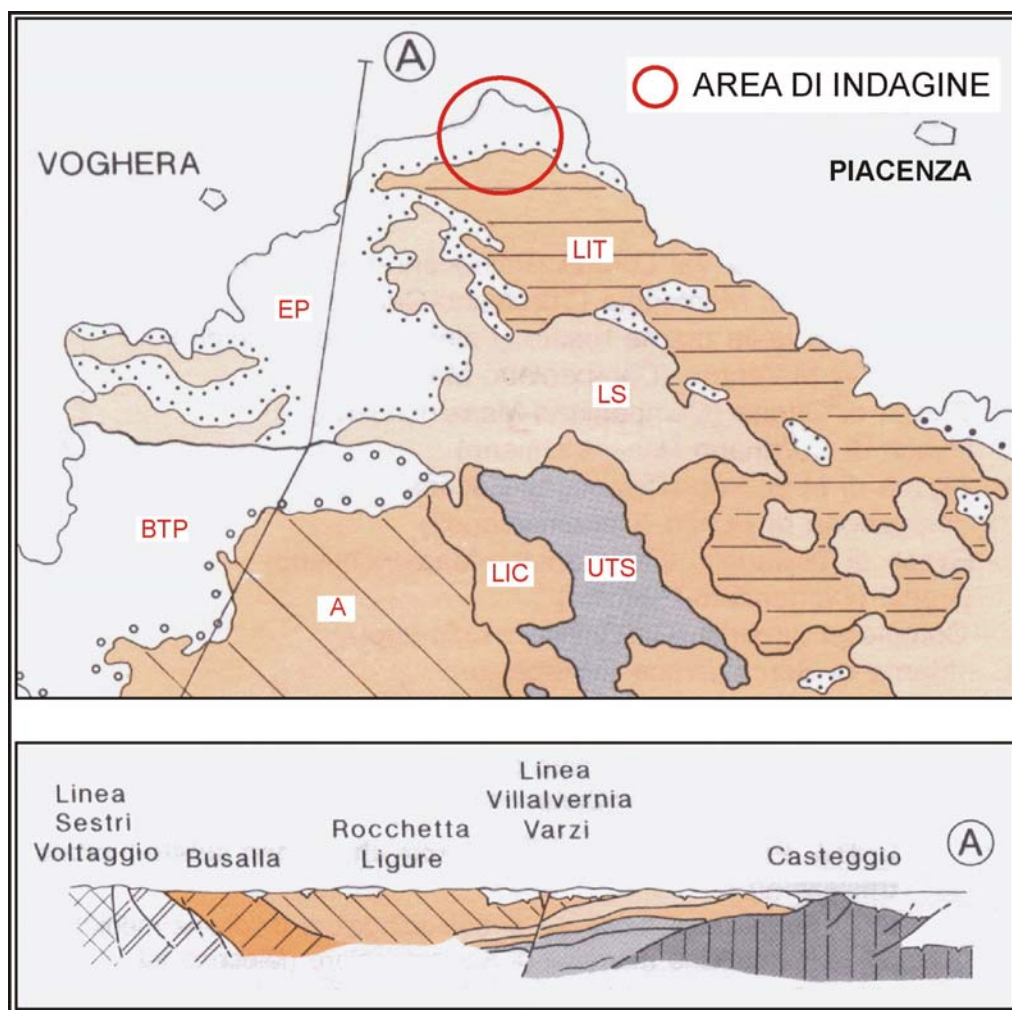 A
AREA DI INDAGINE
VOGHERA
PIACENZA
LIT
EP
LS
BTP
LIC
UTS
A
Linea
Sestri
Voltaggio
Busalla
Rocchetta
Ligure
Linea
Villalvernia
Varzi
Casteggio
A